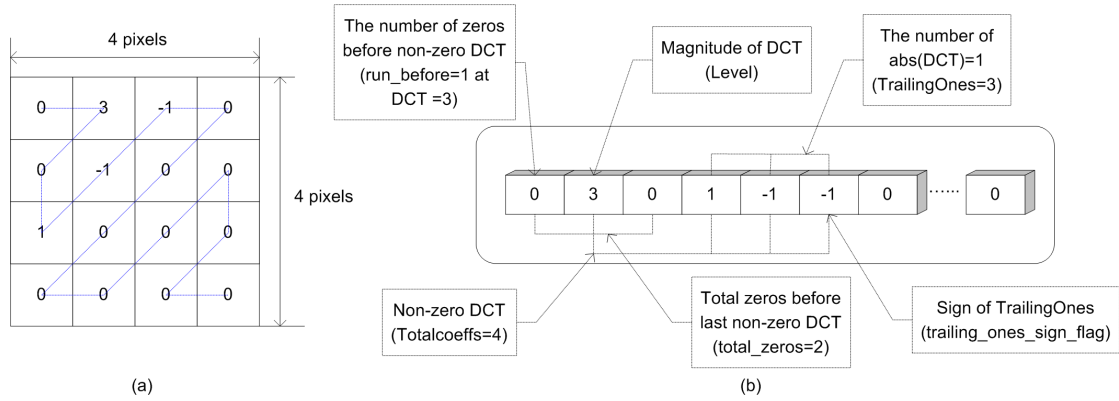 4 pixels
0 3 -1 0
0 -1 0 0
1 0 0 0
0 0 0 0
4 pixels
(a)
The number of zeros
before non-zero DCT
(run_before=1 at
DCT =3)
Magnitude of DCT
(Level)
The number of
abs(DCT)=1
(TrailingOnes=3)
0 3 0 1 -1 -1 0 ...... 0
Non-zero DCT
(Totalcoeffs=4)
Total zeros before
last non-zero DCT
(total_zeros=2)
Sign of TrailingOnes
(trailing_ones_sign_flag)
(b)